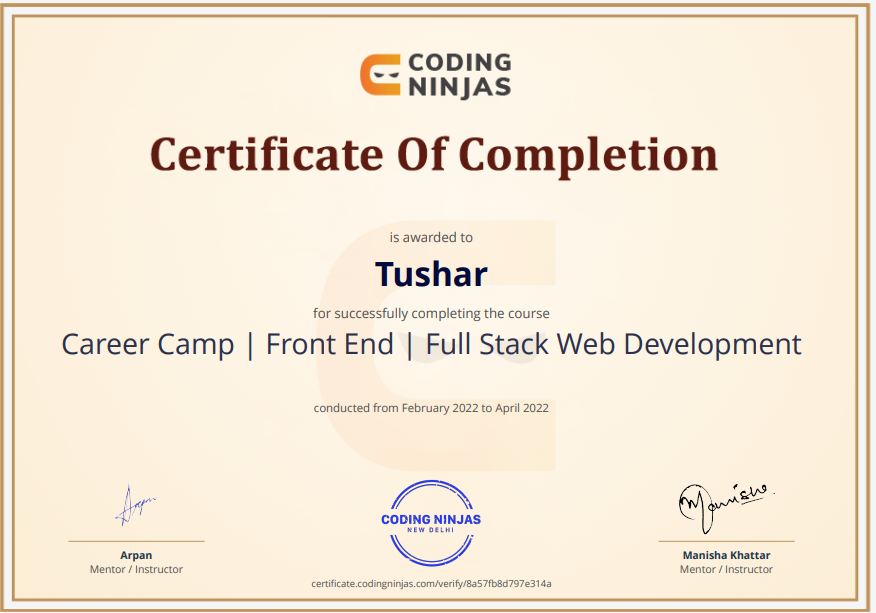 CODING
NINJAS
Certificate Of Completion
is awarded to
Tushar
for successfully completing the course
Career Camp | Front End | Full Stack Web Development
conducted from February 2022 to April 2022
Arpan
Manisha
CODING NINJAS
NEW DELHI
Arpan
Mentor / Instructor
Manisha Khattar
Mentor / Instructor
certificate.codingninjas.com/verify/8a57fb8d797e314a